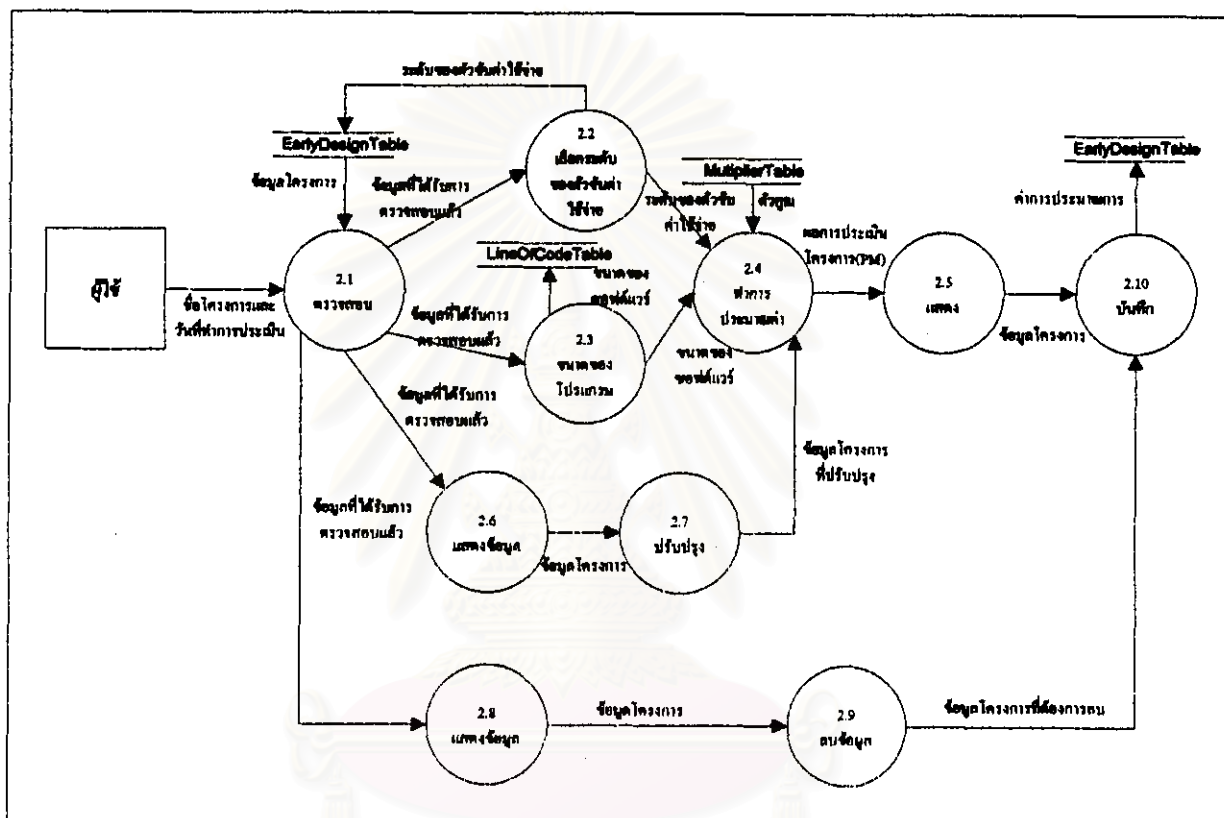 ระดับของตัวขับค่าใช้จ่าย
EarlyDesignTable
ข้อมูลโครงการ
ข้อมูลที่ได้รับการ
ตรวจสอบแล้ว
2.2
เลือกระดับ
ของตัวขับค่า
ใช้จ่าย
MutiplierTable
ตัวคูณ
ระดับของตัวขับ
ค่าใช้จ่าย
EarlyDesignTable
ค่าการประมาณการ
ผู้ใช้
ชื่อโครงการและ
วันที่ทำการประเมิน
2.1
ตรวจสอบ
LineOfCodeTable
ขนาดของ
ซอฟต์แวร์
ข้อมูลที่ได้รับการ
ตรวจสอบแล้ว
2.3
ขนาดของ
โปรแกรม
ขนาดของ
ซอฟต์แวร์
2.4
ทำการ
ประมาณค่า
ผลการประเมิน
โครงการ(PM)
2.5
แสดง
ข้อมูลโครงการ
2.10
บันทึก
ข้อมูลที่ได้รับการ
ตรวจสอบแล้ว
ข้อมูลโครงการ
ที่ปรับปรุง
ข้อมูลที่ได้รับการ
ตรวจสอบแล้ว
2.6
แสดงข้อมูล
ข้อมูลโครงการ
2.7
ปรับปรุง
2.8
แสดงข้อมูล
ข้อมูลโครงการ
2.9
ลบข้อมูล
ข้อมูลโครงการที่ต้องการลบ